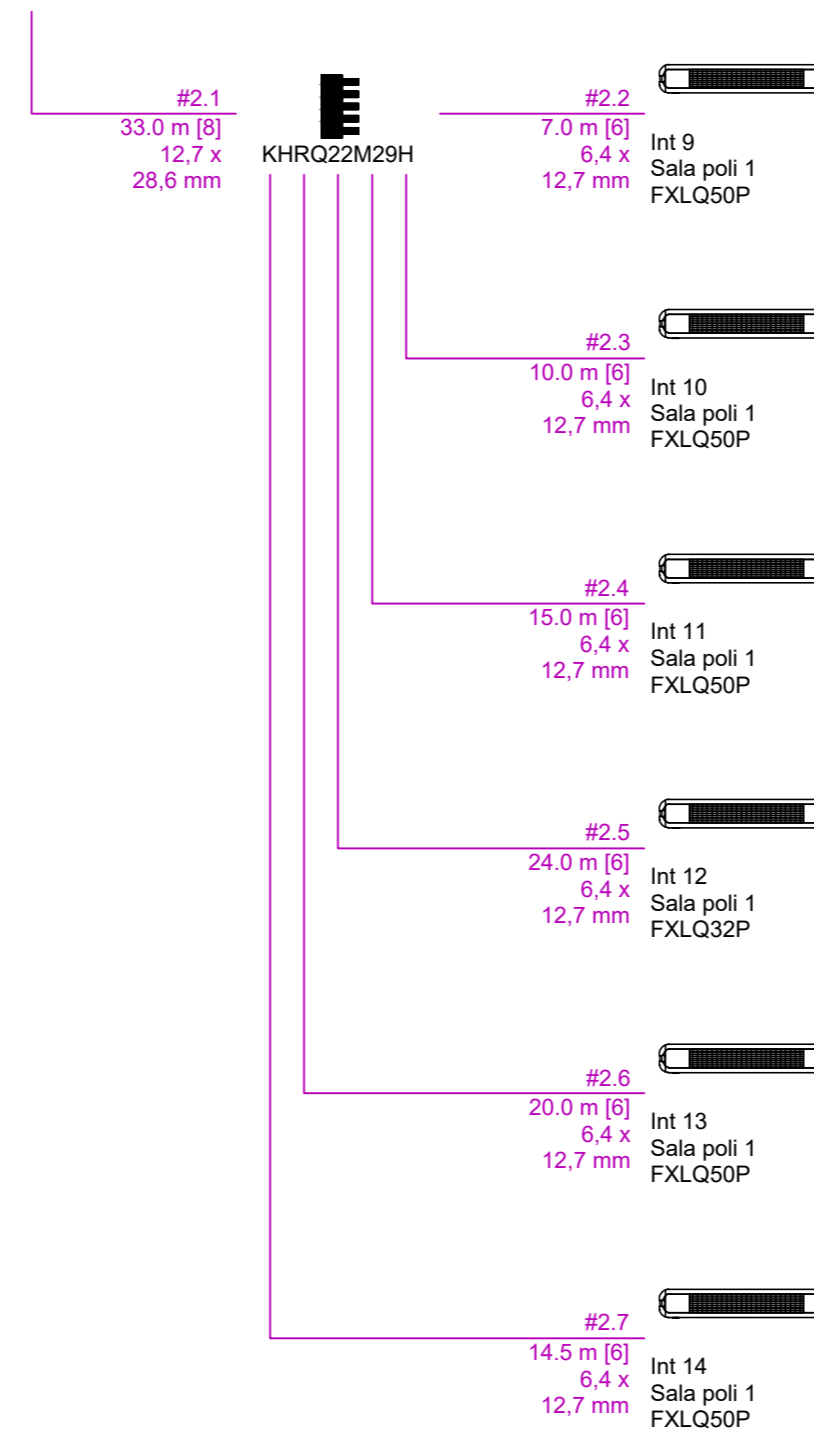 #2.1
33.0 m [8]
12,7 x
28,6 mm
KHRQ22M29H
#2.2
7.0 m [6]
6,4 x
12,7 mm
Int 9
Sala poli 1
FXLQ50P
#2.3
10.0 m [6]
6,4 x
12,7 mm
Int 10
Sala poli 1
FXLQ50P
#2.4
15.0 m [6]
6,4 x
12,7 mm
Int 11
Sala poli 1
FXLQ50P
#2.5
24.0 m [6]
6,4 x
12,7 mm
Int 12
Sala poli 1
FXLQ32P
#2.6
20.0 m [6]
6,4 x
12,7 mm
Int 13
Sala poli 1
FXLQ50P
#2.7
14.5 m [6]
6,4 x
12,7 mm
Int 14
Sala poli 1
FXLQ50P